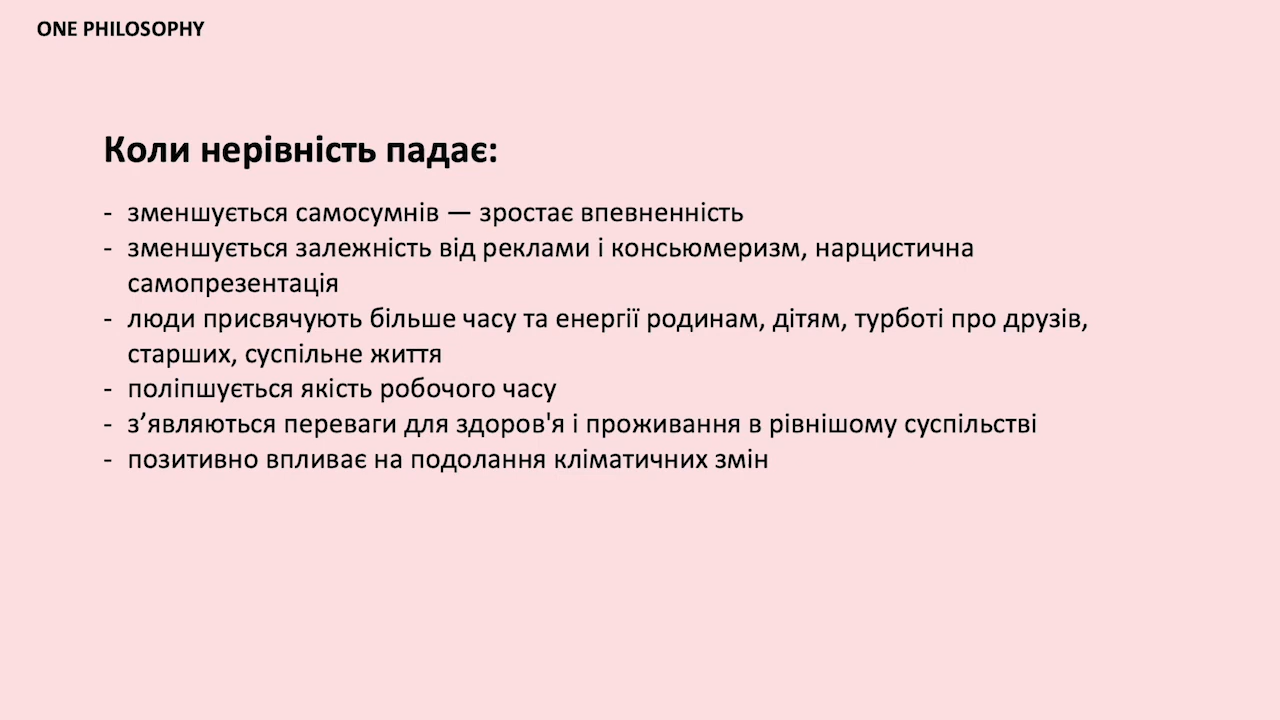 ONE PHILOSOPHY
Коли нерівність падає:
- зменшується самосумнів — зростає впевненність
- зменшується залежність від реклами і консьюмеризм, нарцистична
самопрезентація
- люди присвячують більше часу та енергії родинам, дітям, турботі про друзів,
старших, суспільне життя
- поліпшується якість робочого часу
- з’являються переваги для здоров'я і проживання в рівнішому суспільстві
- позитивно впливає на подолання кліматичних змін